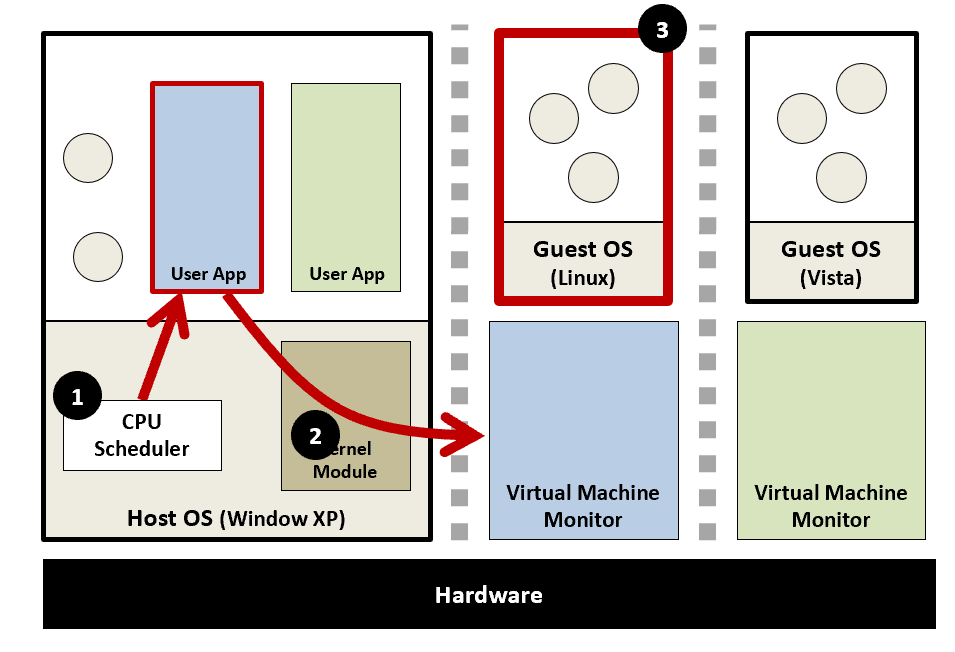 3
User App
User App
Guest OS
(Linux)
Guest OS
(Vista)
1
CPU
Scheduler
2
ernel
Module
Host OS (Window XP)
Virtual Machine
Monitor
Virtual Machine
Monitor
Hardware